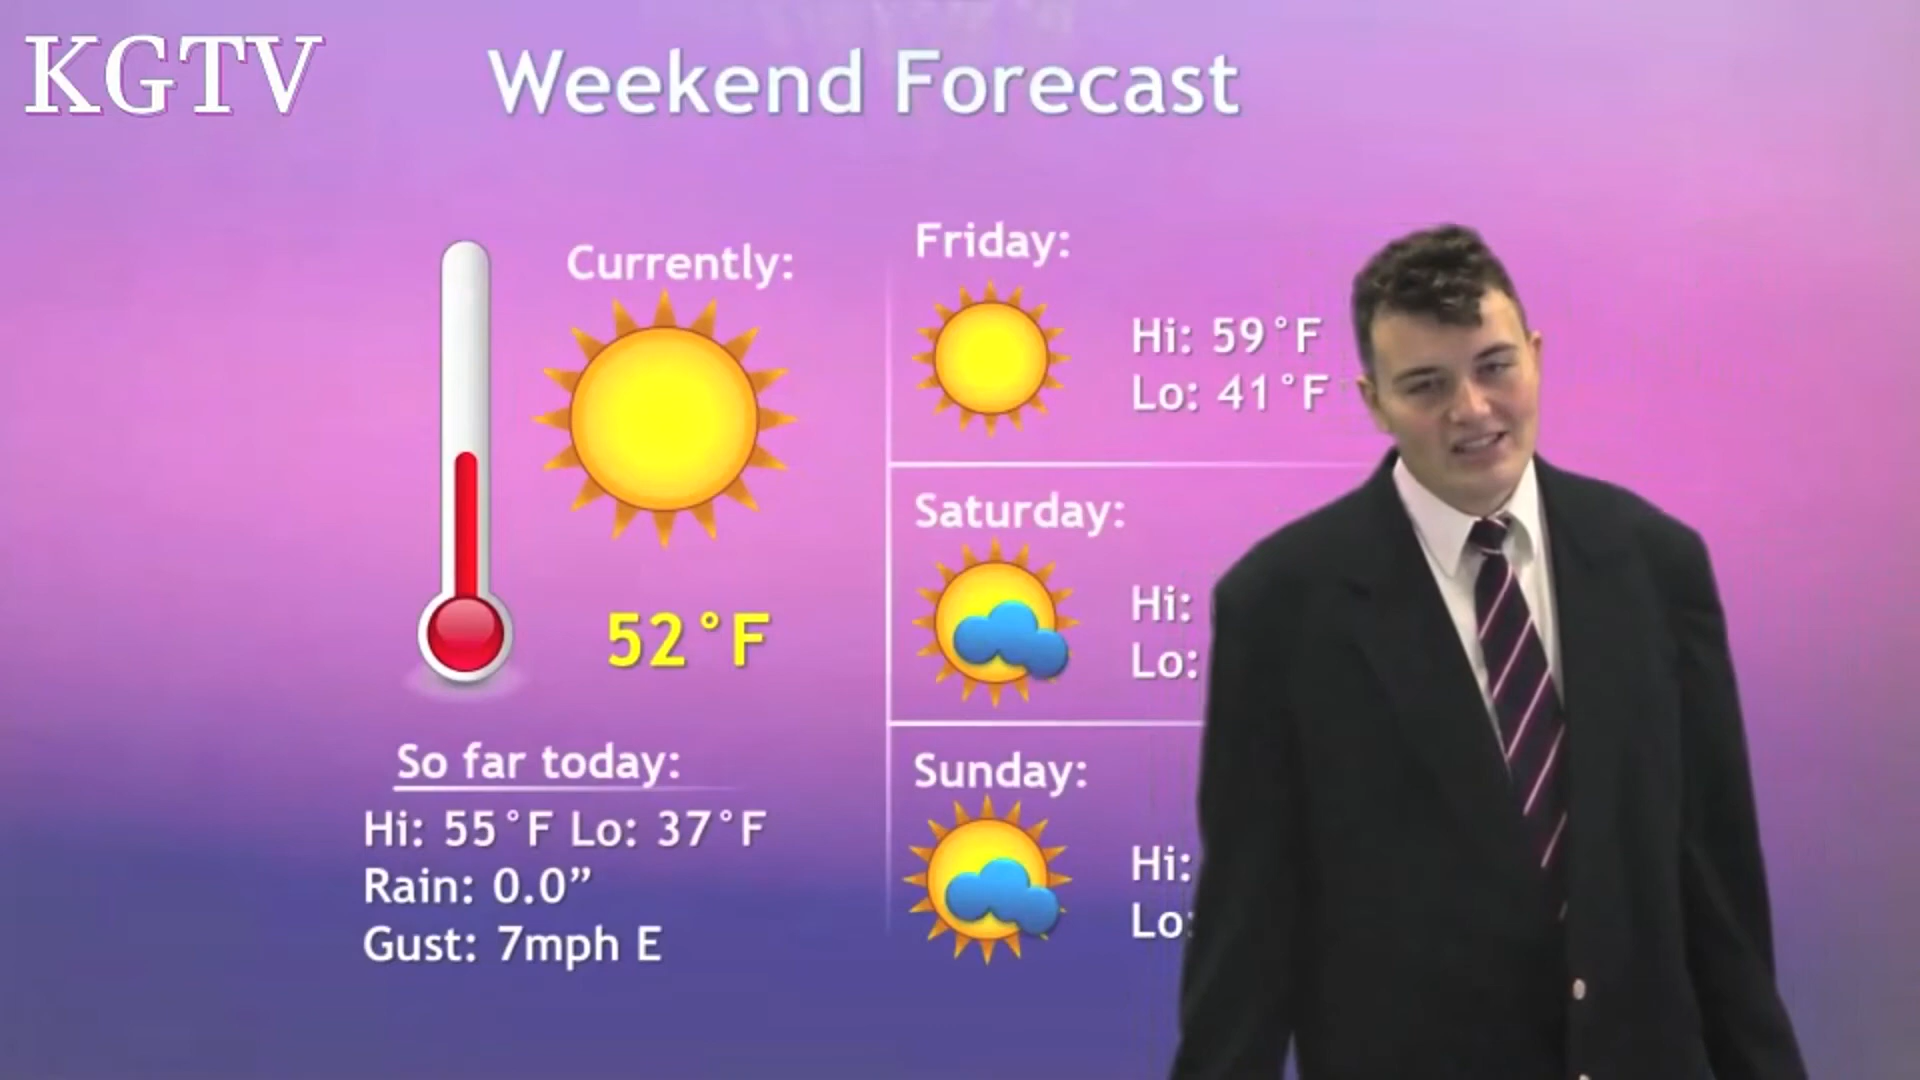 KGTV
Weekend Forecast
Currently:
52°F
So far today:
Hi: 55°F Lo: 37°F
Rain: 0.0”
Gust: 7mph E
Friday:
Hi: 59°F
Lo: 41°F
Saturday:
Hi:
Lo:
Sunday:
Hi:
Lo: